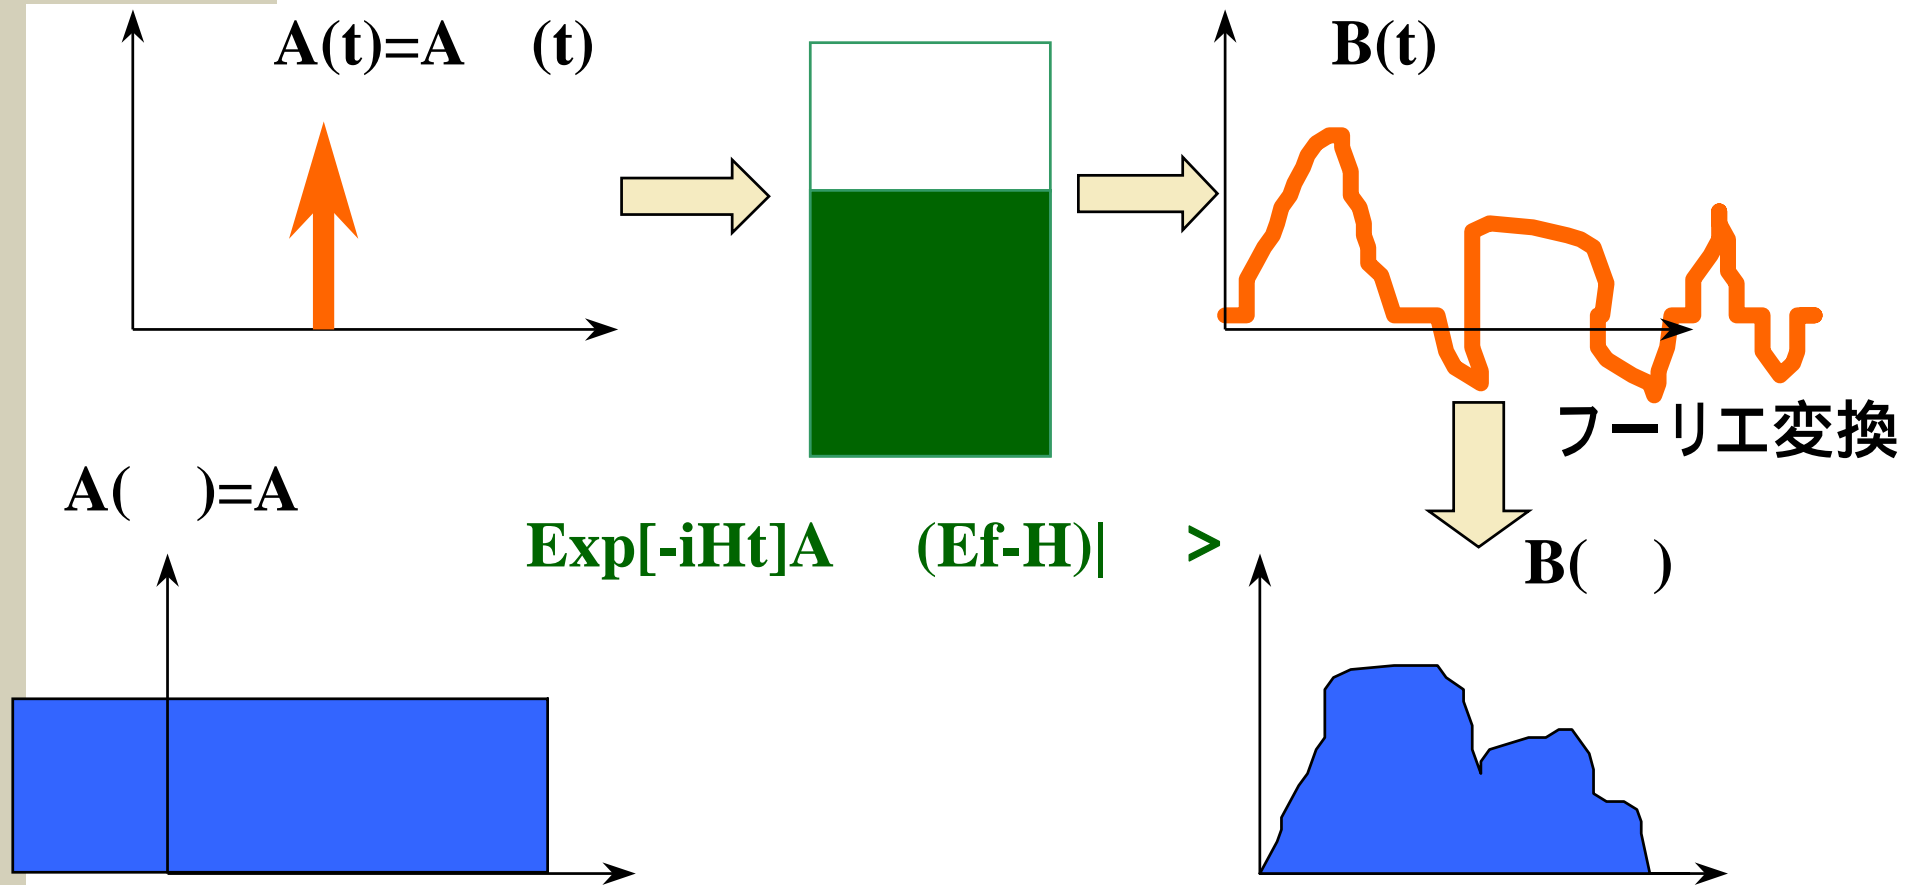 A(t)=A (t)
B(t)
フーリエ変換
A( )=A
Exp[-iHt]A (Ef-H)| >
B( )